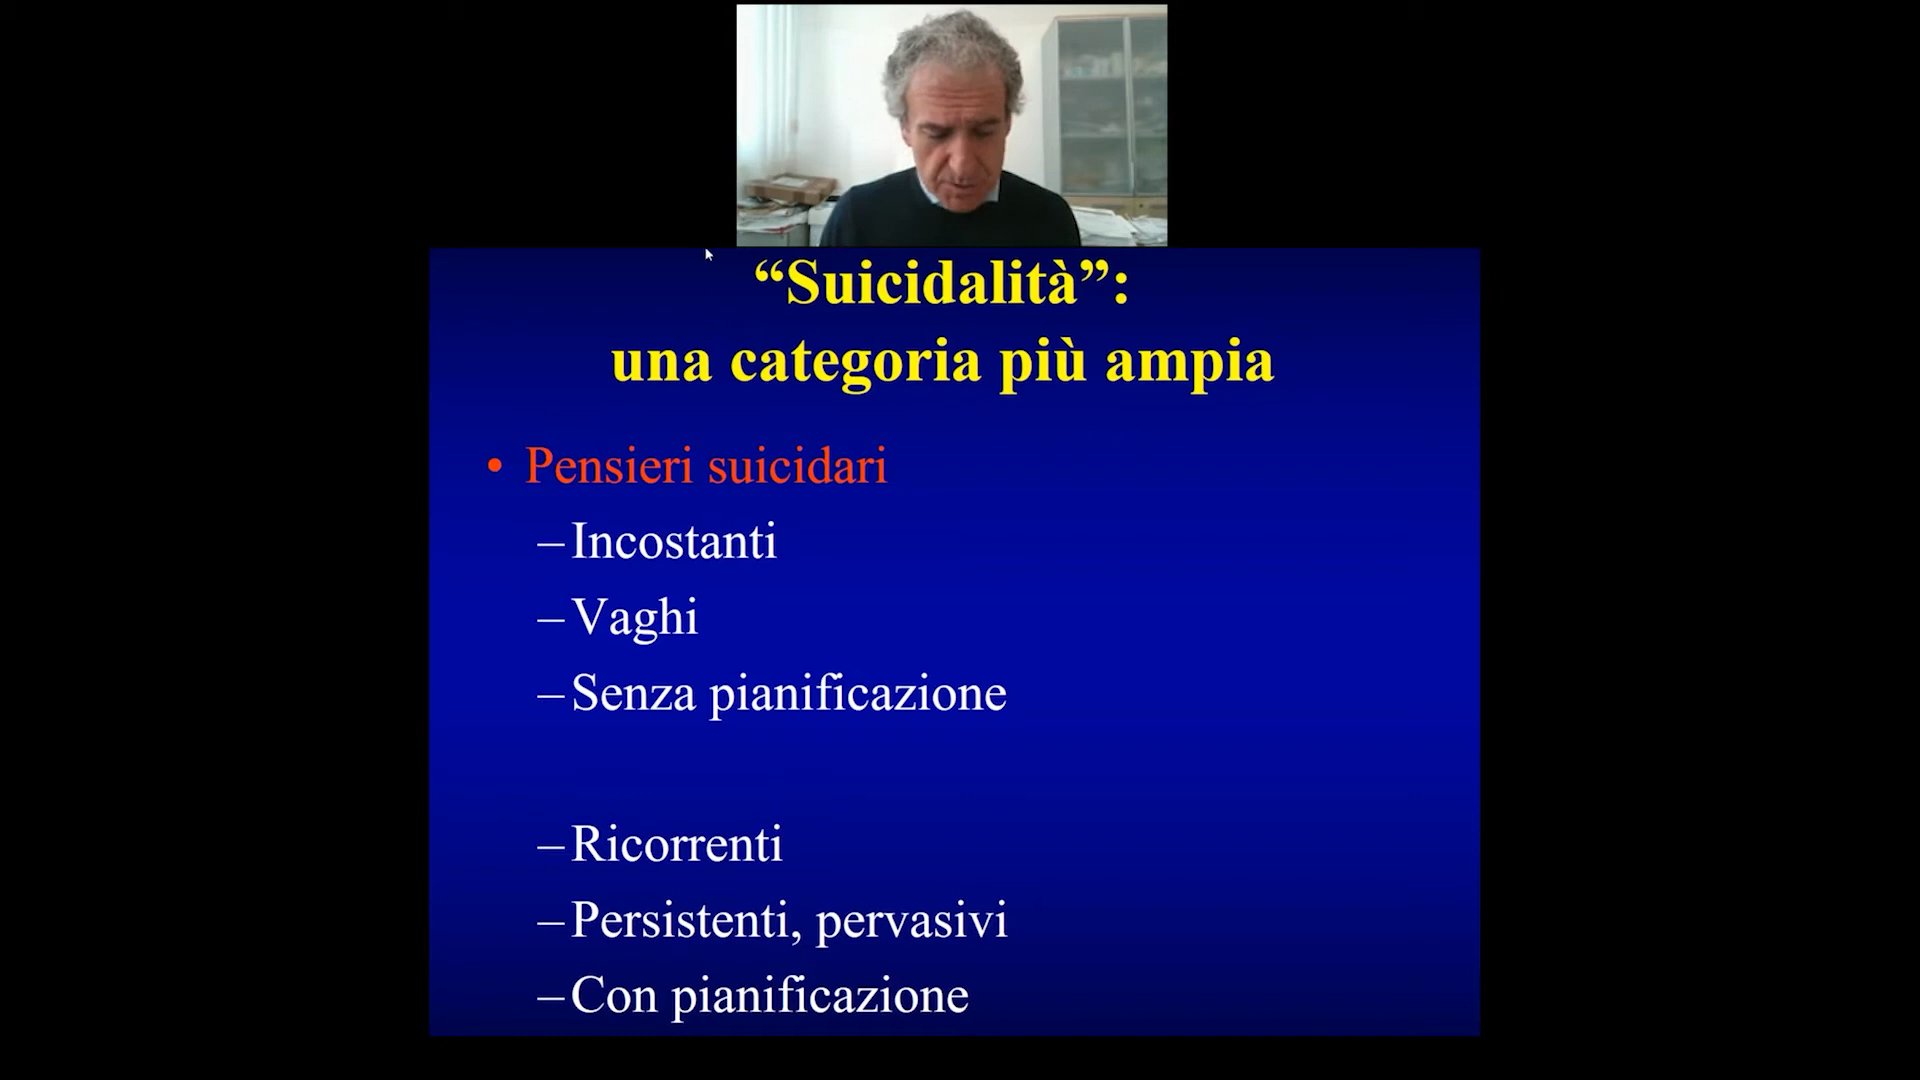 “Suicidalità”:
una categoria più ampia
• Pensieri suicidari
– Incostanti
– Vaghi
– Senza pianificazione
– Ricorrenti
– Persistenti, pervasivi
– Con pianificazione